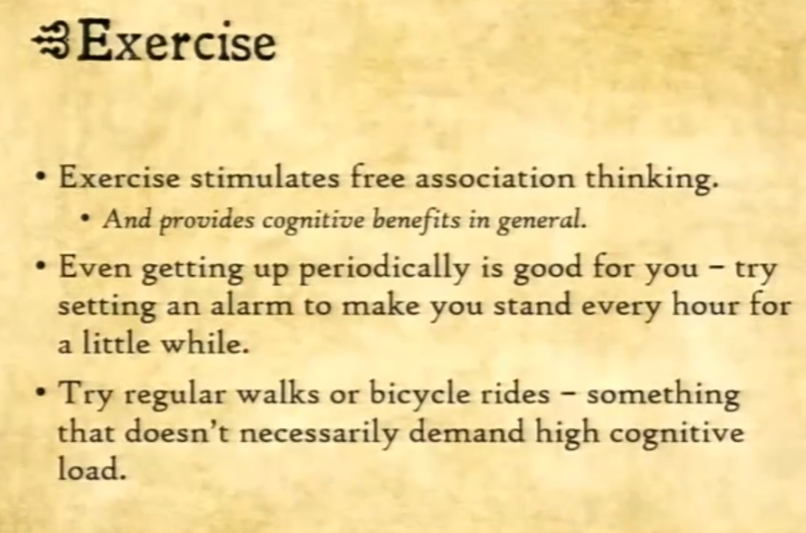 Exercise
• Exercise stimulates free association thinking.
• And provides cognitive benefits in general.
• Even getting up periodically is good for you – try
setting an alarm to make you stand every hour for
a little while.
• Try regular walks or bicycle rides – something
that doesn't necessarily demand high cognitive
load.